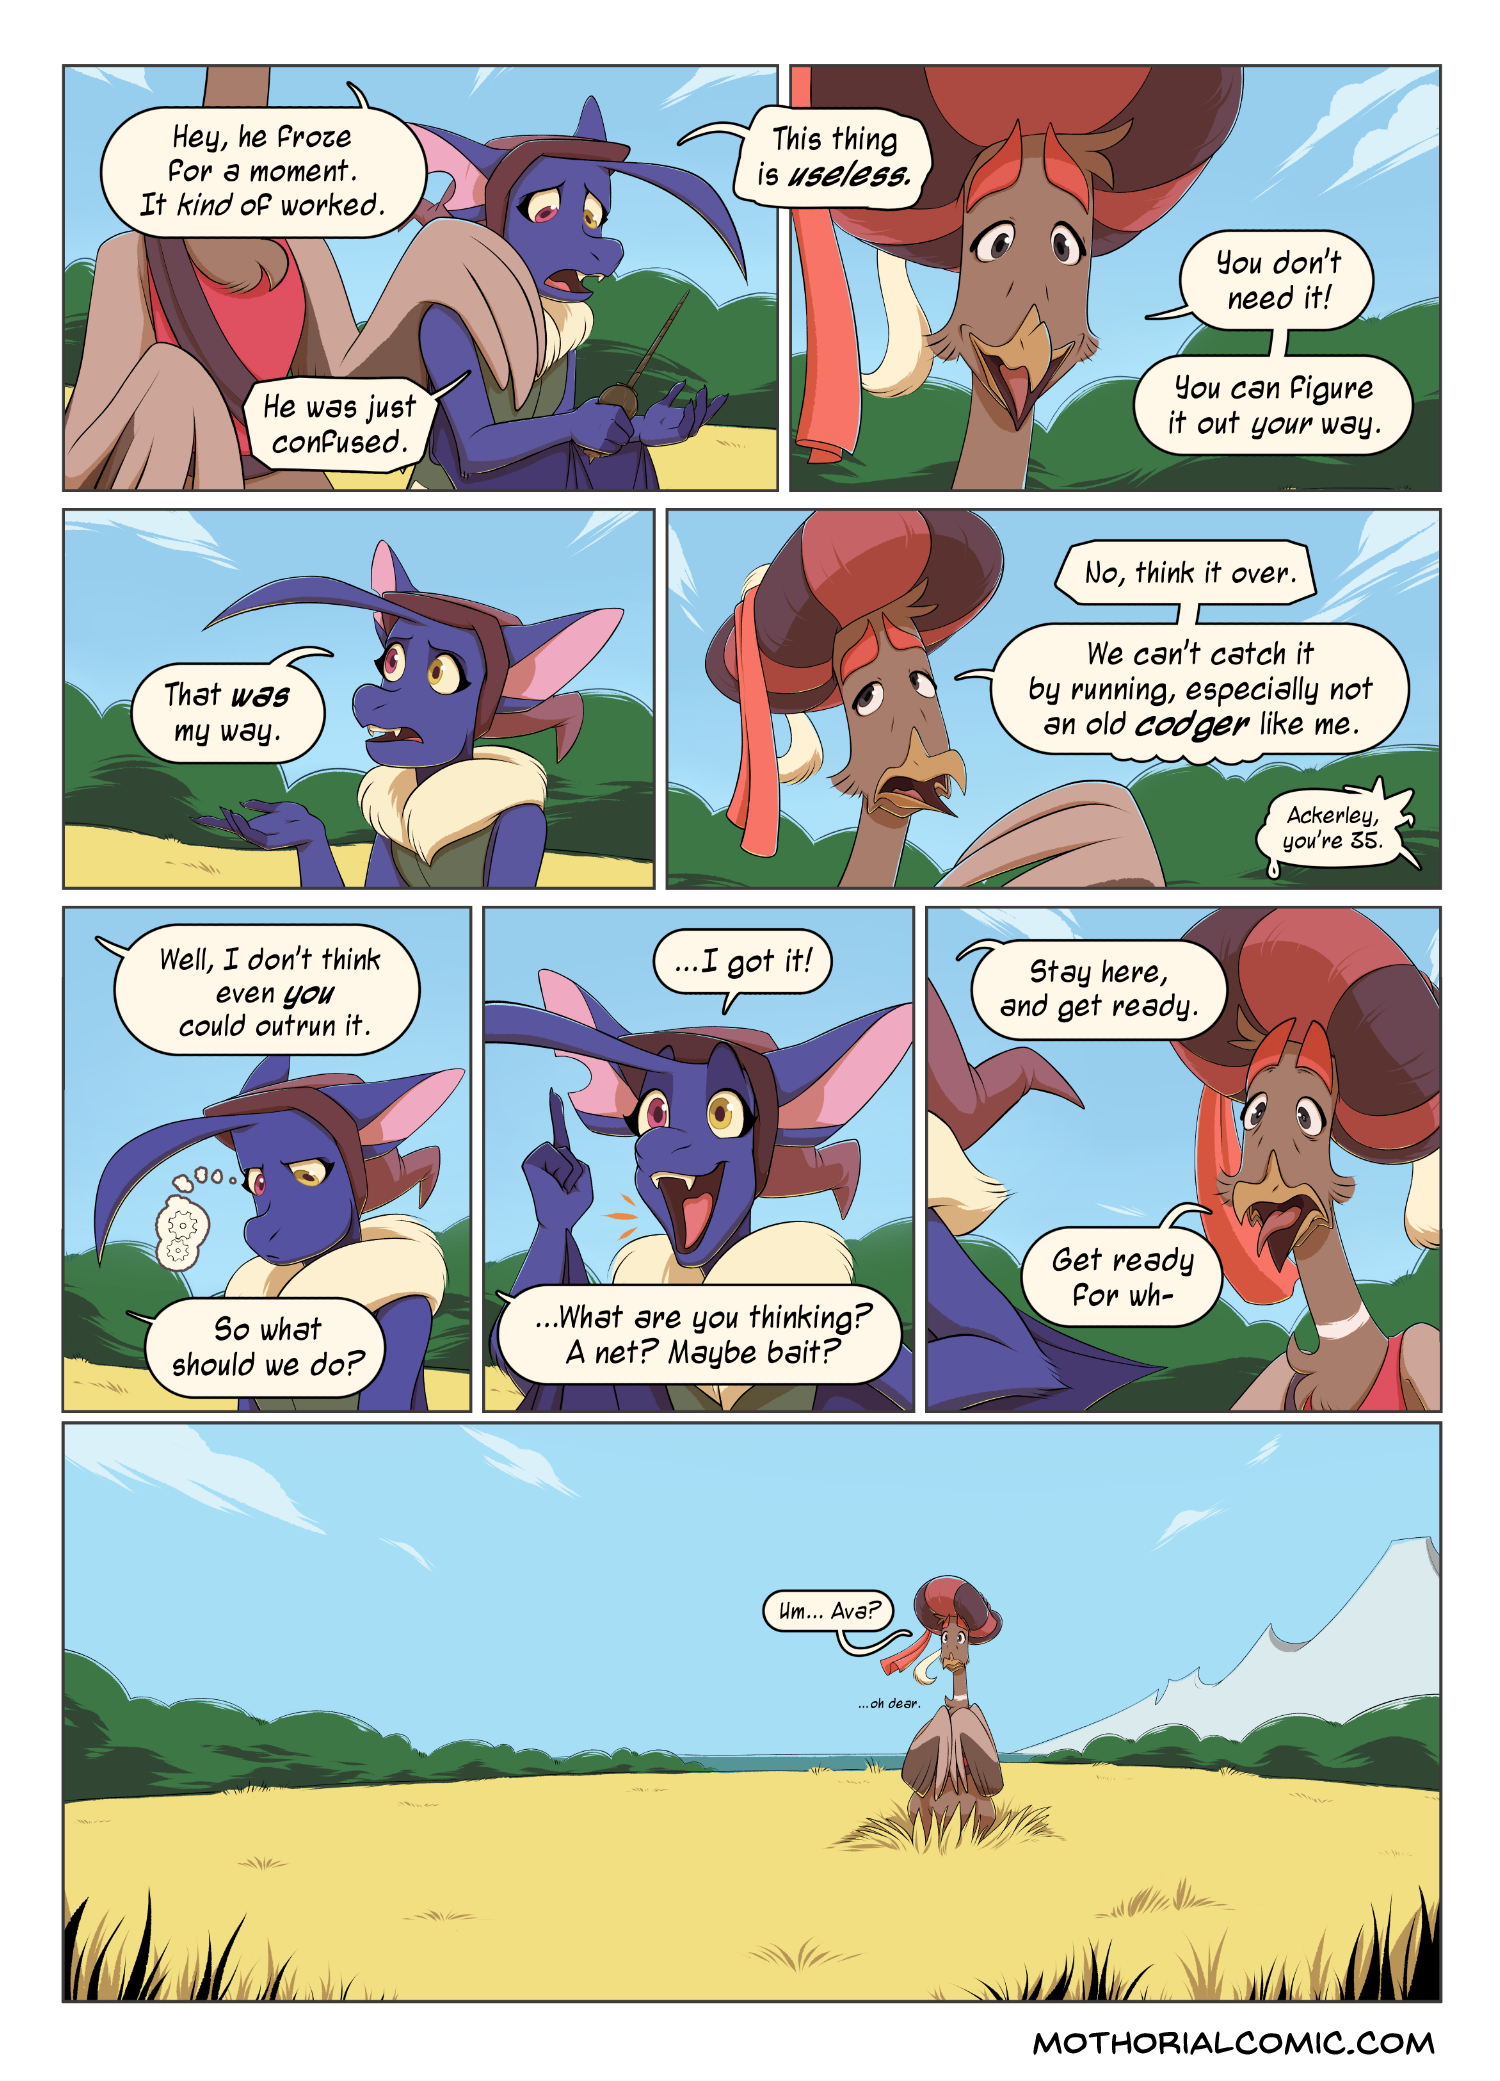 Hey, he froze
for a moment.
It kind of worked.
He was just
confused.
This thing
is useless.
You don't
need it!
You can figure
it out your way.
That was
my way.
No, think it over.
We can't catch it
by running, especially not
an old codger like me.
Ackerley,
you're 35.
Well, I don't think
even you
could outrun it.
So what
should we do?
...I got it!
...What are you thinking?
A net? Maybe bait?
Stay here,
and get ready.
Get ready
for wh-
Um... Ava?
...oh dear.
MOTHORIALCOMIC.COM